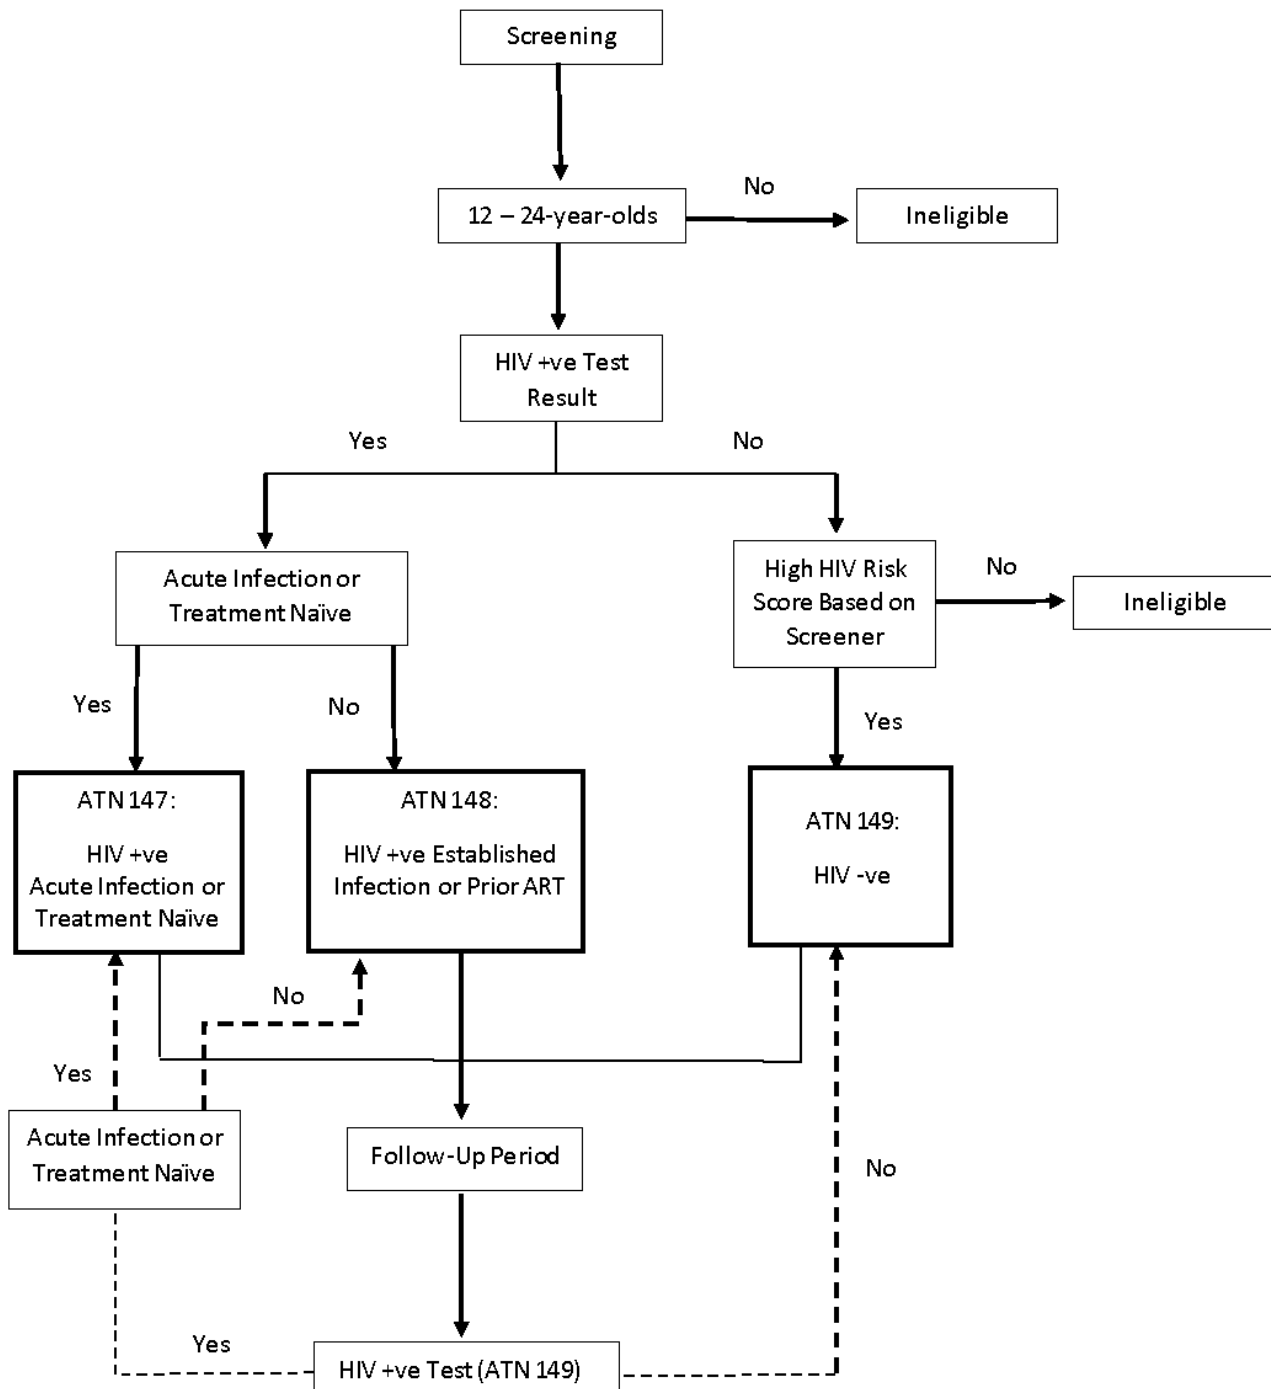 Screening
12 – 24-year-olds
No
Ineligible
HIV +ve Test
Result
Yes
No
Acute Infection or
Treatment Naïve
High HIV Risk
Score Based on
Screener
No
Ineligible
Yes
No
Yes
ATN 147:
HIV +ve
Acute Infection or
Treatment Naïve
ATN 148:
HIV +ve Established
Infection or Prior ART
ATN 149:
HIV -ve
No
Yes
Acute Infection or
Treatment Naïve
Follow-Up Period
No
Yes
HIV +ve Test (ATN 149)